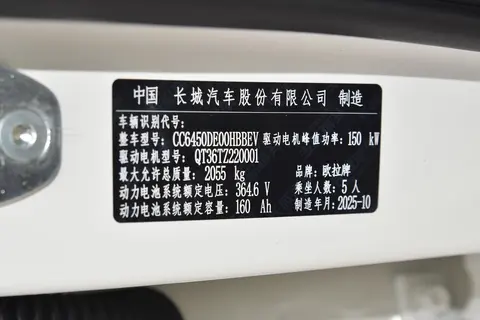 中国 长城汽车股份有限公司 制造
车辆识别代号:
整车型号: CC6450DE00HBBEV 驱动电机峰值功率: 150 kW
驱动电机型号: QT36TZ220001
最大允许总质量: 2055 kg 品牌: 欧拉牌
动力电池系统额定电压: 364.6 V 乘坐人数: 5 人
动力电池系统额定容量: 160 Ah 制造年月: 2025-10